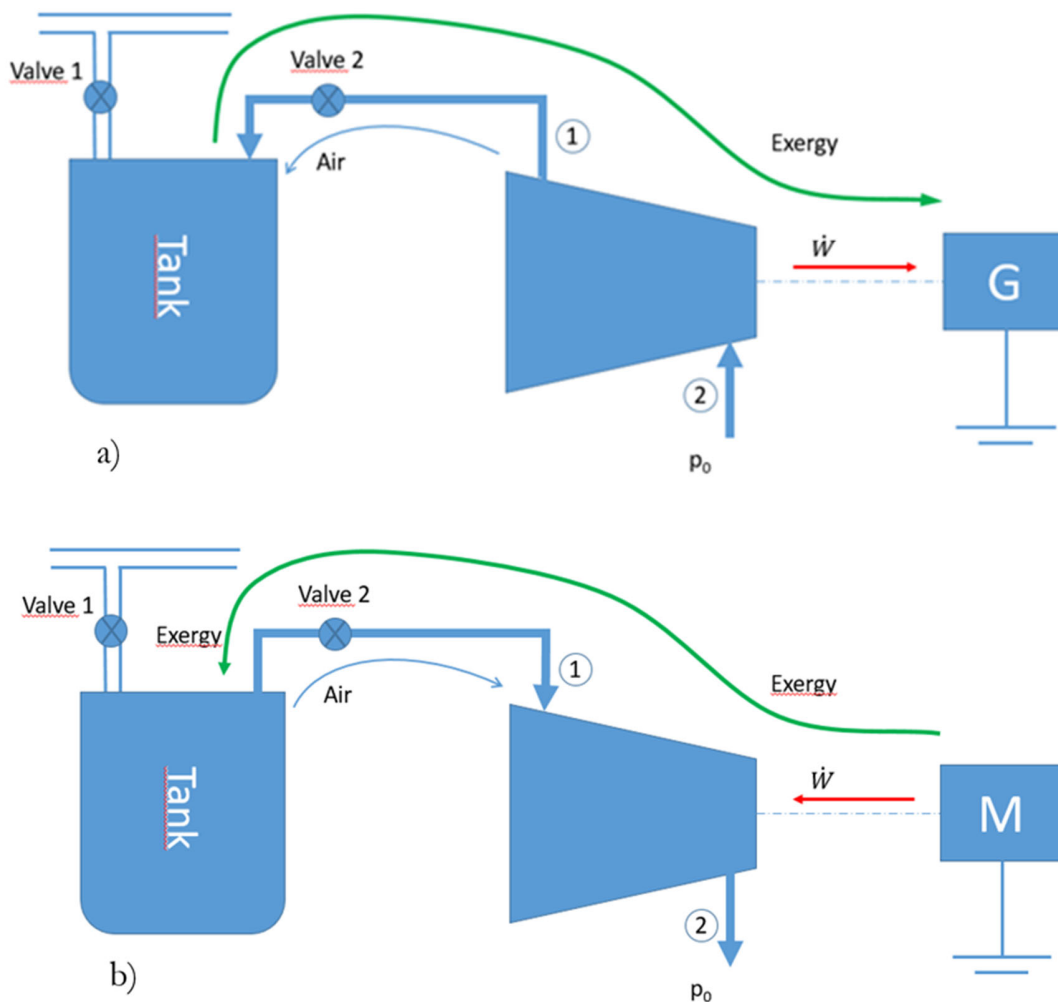 Valve 1
Valve 2
①
Air
Exergy
Tank
Ẇ
G
②
p₀
a)
Valve 1
Valve 2
Exergy
①
Air
Exergy
Tank
Ẇ
M
②
p₀
b)